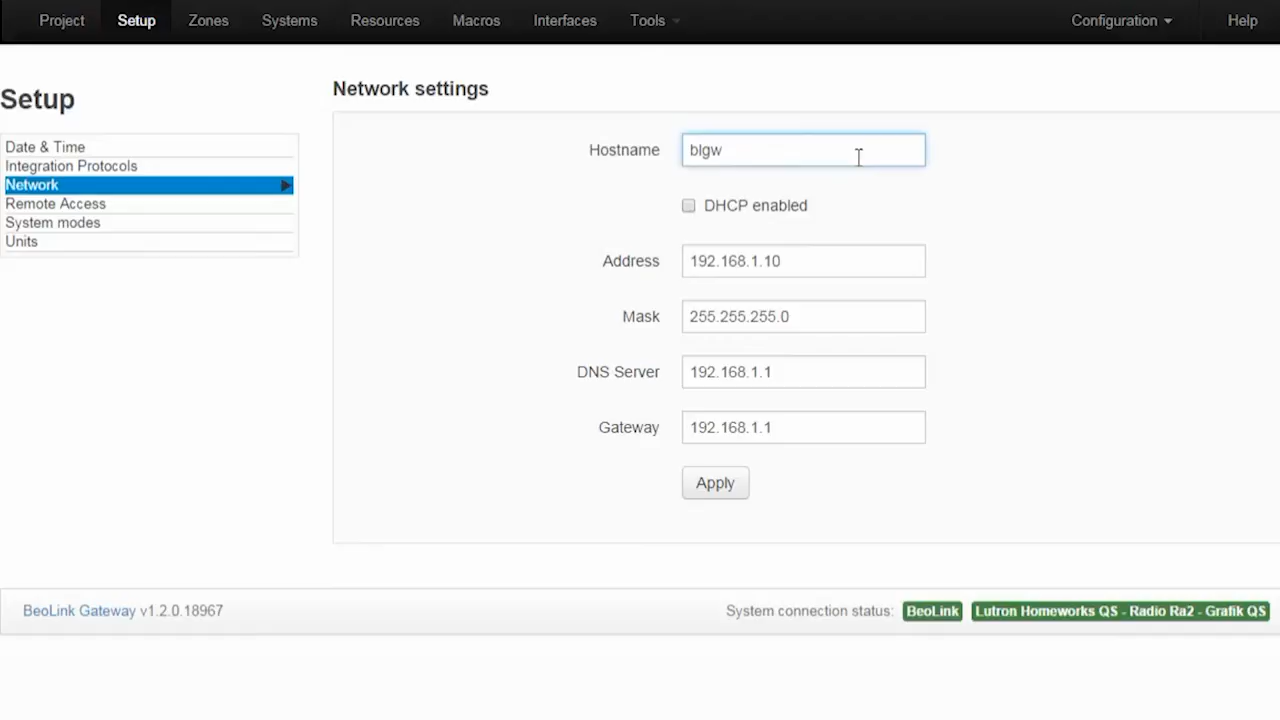 Project Setup Zones Systems Resources Macros Interfaces Tools Configuration Help
Setup
Date & Time
Integration Protocols
Network
Remote Access
System modes
Units
Network settings
Hostname blgw
DHCP enabled
Address 192.168.1.10
Mask 255.255.255.0
DNS Server 192.168.1.1
Gateway 192.168.1.1
Apply
BeoLink Gateway v1.2.0.18967 System connection status: BeoLink Lutron Homeworks QS - Radio Ra2 - Grafik QS